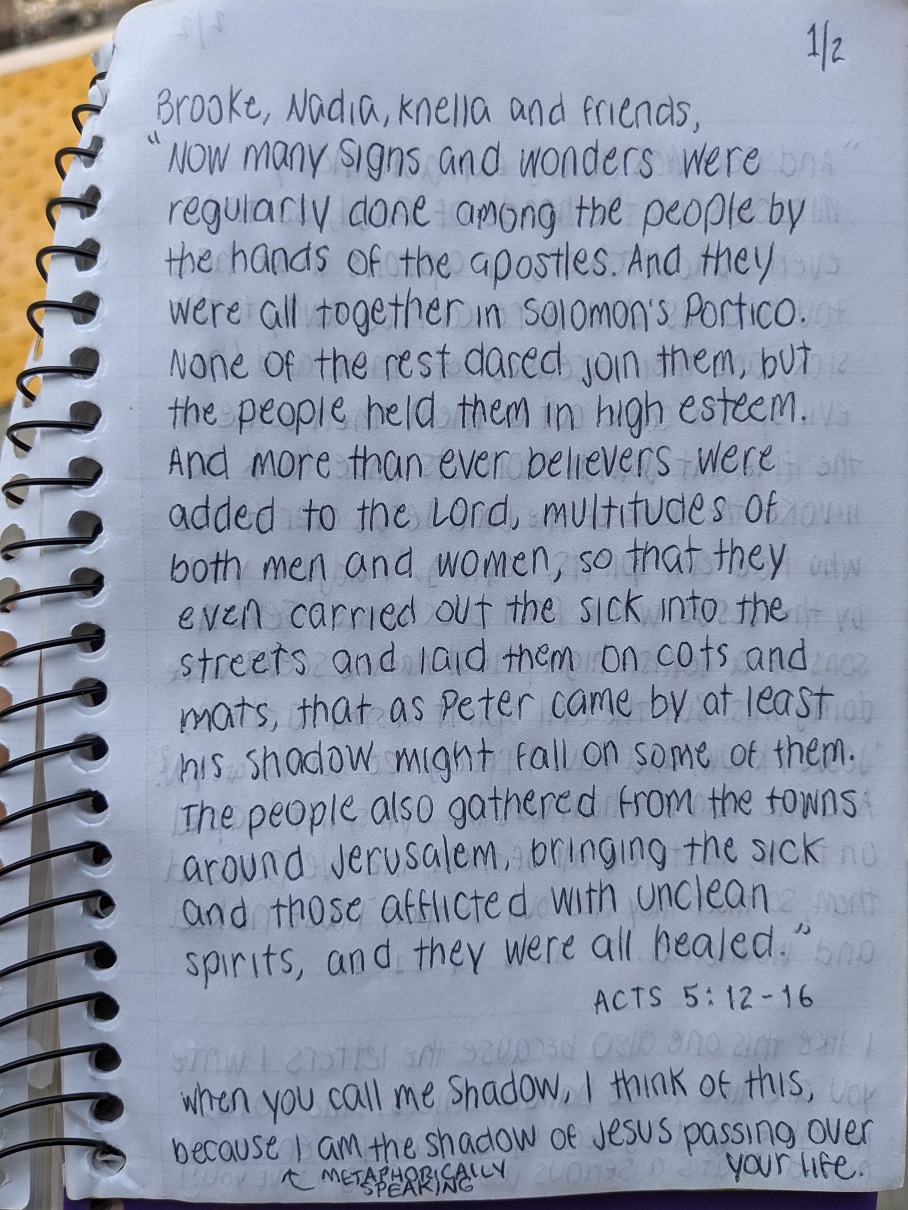 1/2
Brooke, Nadia, Knella and friends,
"Now many signs and wonders were
regularly done among the people by
the hands of the apostles. And they
were all together in Solomon's Portico.
None of the rest dared join them, but
the people held them in high esteem.
And more than ever believers were
added to the Lord, multitudes of
both men and women, so that they
even carried out the sick into the
streets and laid them on cots and
mats, that as Peter came by at least
his shadow might fall on some of them.
The people also gathered from the towns
around Jerusalem, bringing the sick
and those afflicted with unclean
spirits, and they were all healed."
ACTS 5:12-16
When you call me shadow, I think of this,
because I am the shadow of Jesus passing over
your life.
↖ METAPHORICALLY
SPEAKING